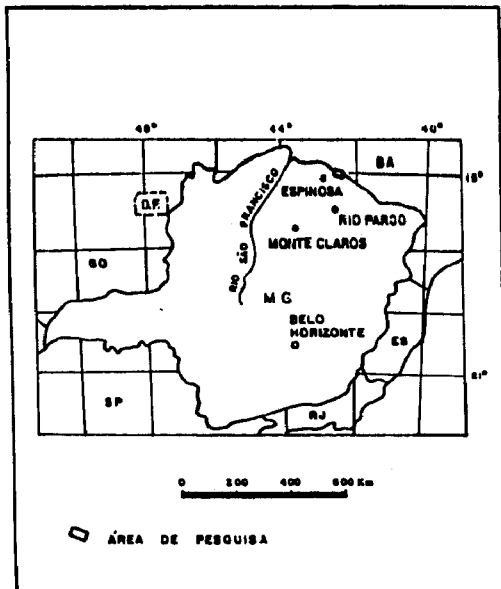 48° 44° 40°
BA
15°
ESPINOSA
D.F.
RIO PARDO
RIO SÃO FRANCISCO
MONTE CLAROS
GO
MG
BELO
HORIZONTE
ES
21°
SP
RJ
0 200 400 600 Km
ÁREA DE PESQUISA